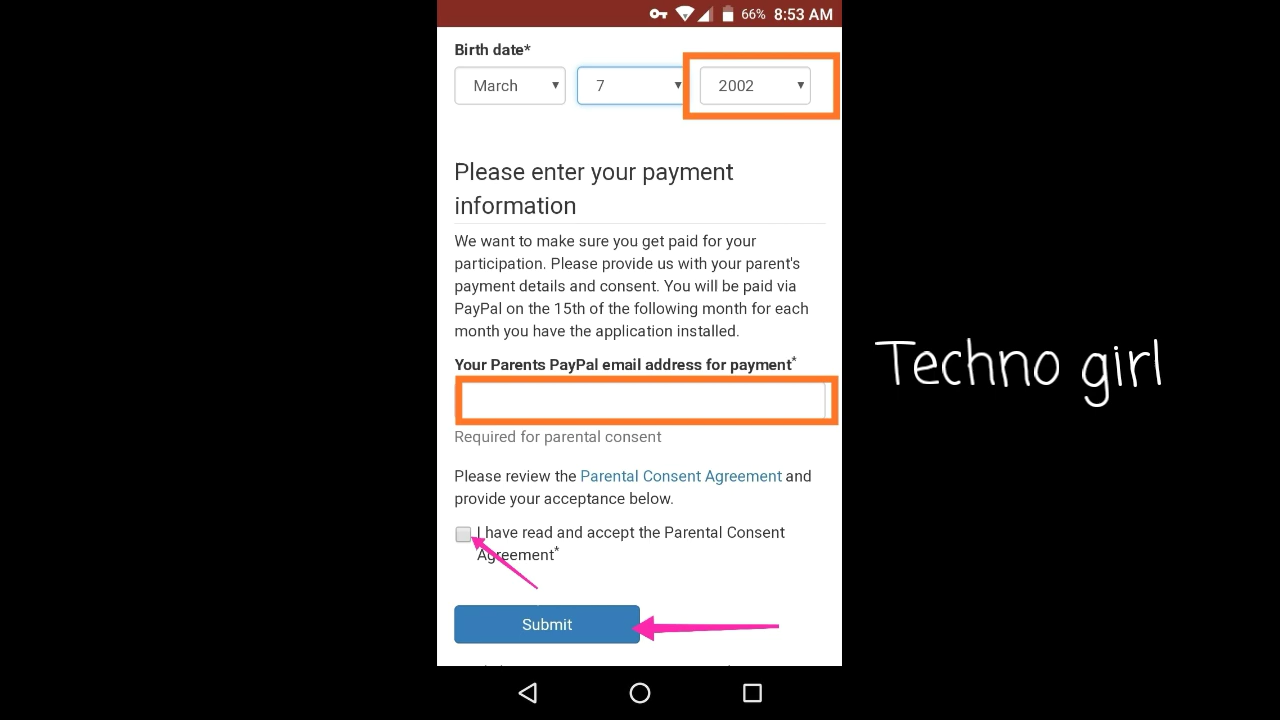 66% 8:53 AM
Birth date*
March 7 2002
Please enter your payment
information
We want to make sure you get paid for your
participation. Please provide us with your parent's
payment details and consent. You will be paid via
PayPal on the 15th of the following month for each
month you have the application installed.
Your Parents PayPal email address for payment*
Required for parental consent
Please review the Parental Consent Agreement and
provide your acceptance below.
I have read and accept the Parental Consent
Agreement*
Submit
Techno girl